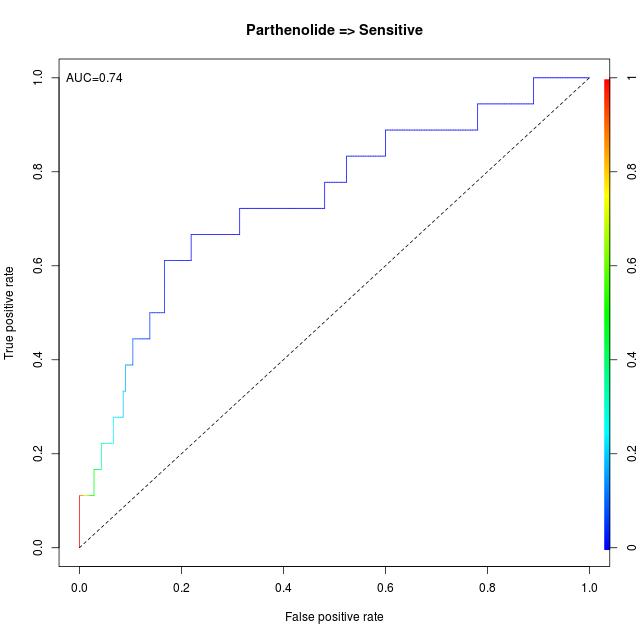 Parthenolide => Sensitive
AUC=0.74
1.0
0.8
0.6
0.4
0.2
0.0
True positive rate
1
0.8
0.6
0.4
0.2
0
0.0 0.2 0.4 0.6 0.8 1.0
False positive rate